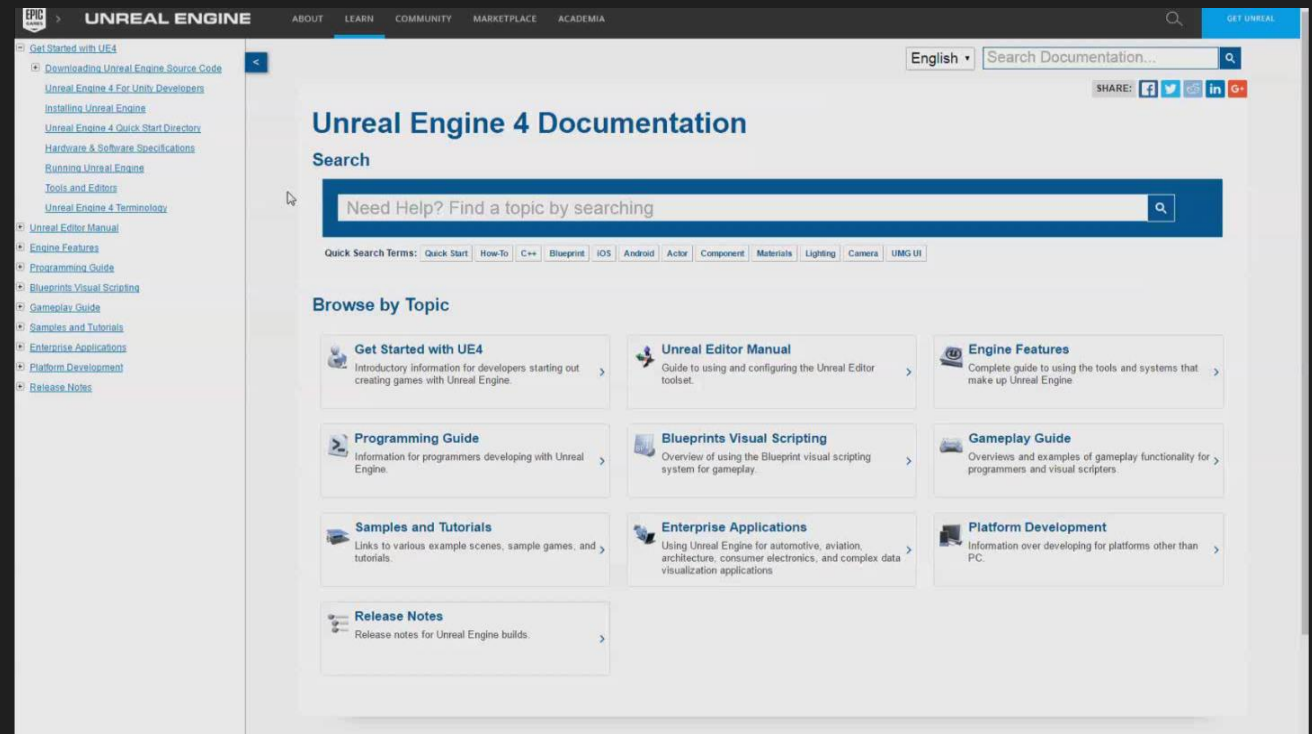 EPIC GAMES
UNREAL ENGINE
ABOUT LEARN COMMUNITY MARKETPLACE ACADEMIA
GET UNREAL
Get Started with UE4
Downloading Unreal Engine Source Code
Unreal Engine 4 For Unity Developers
Installing Unreal Engine
Unreal Engine 4 Quick Start Directory
Hardware & Software Specifications
Running Unreal Engine
Tools and Editors
Unreal Engine 4 Terminology
Unreal Editor Manual
Engine Features
Programming Guide
Blueprints Visual Scripting
Gameplay Guide
Samples and Tutorials
Enterprise Applications
Platform Development
Release Notes
English
Search Documentation...
SHARE:
Unreal Engine 4 Documentation
Search
Need Help? Find a topic by searching
Quick Search Terms: Quick Start How-To C++ Blueprint iOS Android Actor Component Materials Lighting Camera UMG UI
Browse by Topic
Get Started with UE4
Introductory information for developers starting out
creating games with Unreal Engine.
Unreal Editor Manual
Guide to using and configuring the Unreal Editor
toolset.
Engine Features
Complete guide to using the tools and systems that
make up Unreal Engine
Programming Guide
Information for programmers developing with Unreal
Engine.
Blueprints Visual Scripting
Overview of using the Blueprint visual scripting
system for gameplay.
Gameplay Guide
Overviews and examples of gameplay functionality for
programmers and visual scripters
Samples and Tutorials
Links to various example scenes, sample games, and
tutorials.
Enterprise Applications
Using Unreal Engine for automotive, aviation,
architecture, consumer electronics, and complex data
visualization applications
Platform Development
Information over developing for platforms other than
PC.
Release Notes
Release notes for Unreal Engine builds.